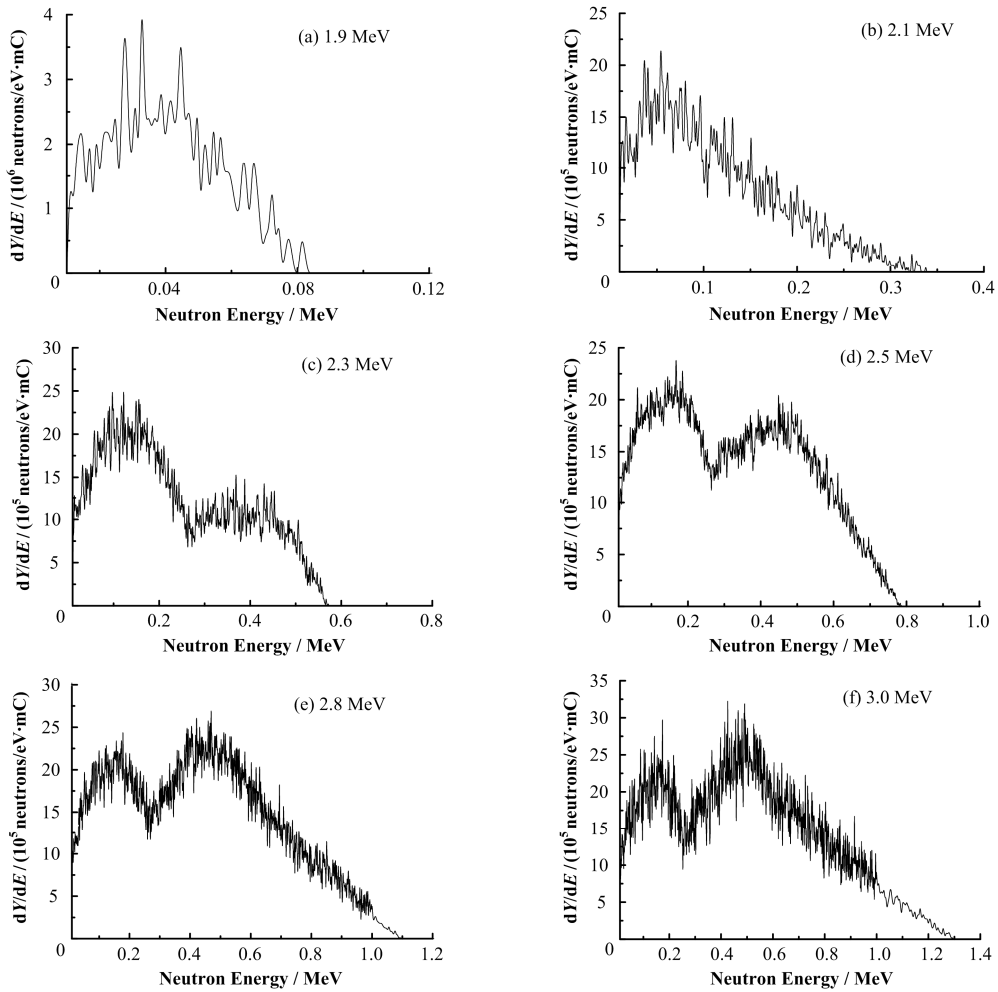 (a) 1.9 MeV
dY/dE / (10⁶ neutrons/eV·mC)
4
3
2
1
0
0.04 0.08 0.12
Neutron Energy / MeV
(b) 2.1 MeV
dY/dE / (10⁵ neutrons/eV·mC)
25
20
15
10
5
0
0.1 0.2 0.3 0.4
Neutron Energy / MeV
(c) 2.3 MeV
dY/dE / (10⁵ neutrons/eV·mC)
30
25
20
15
10
5
0
0.2 0.4 0.6 0.8
Neutron Energy / MeV
(d) 2.5 MeV
dY/dE / (10⁵ neutrons/eV·mC)
25
20
15
10
5
0
0.2 0.4 0.6 0.8 1.0
Neutron Energy / MeV
(e) 2.8 MeV
dY/dE / (10⁵ neutrons/eV·mC)
30
25
20
15
10
5
0
0.2 0.4 0.6 0.8 1.0 1.2
Neutron Energy / MeV
(f) 3.0 MeV
dY/dE / (10⁵ neutrons/eV·mC)
35
30
25
20
15
10
5
0
0.2 0.4 0.6 0.8 1.0 1.2 1.4
Neutron Energy / MeV